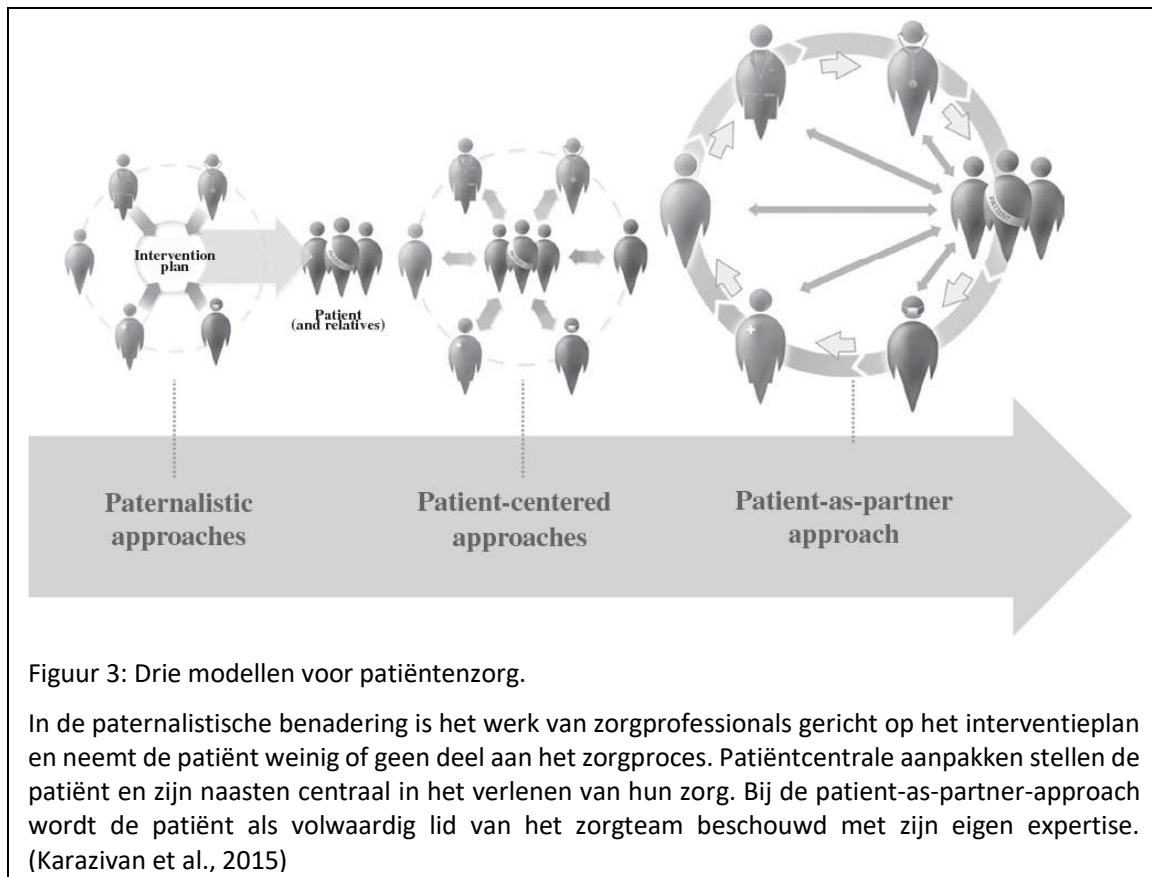 Intervention
plan
Patient
(and relatives)
PATIENT
Paternalistic
approaches
Patient-centered
approaches
Patient-as-partner
approach
Figuur 3: Drie modellen voor patiëntenzorg.
In de paternalistische benadering is het werk van zorgprofessionals gericht op het interventieplan
en neemt de patiënt weinig of geen deel aan het zorgproces. Patiëntcentrale aanpakken stellen de
patiënt en zijn naasten centraal in het verlenen van hun zorg. Bij de patient-as-partner-approach
wordt de patiënt als volwaardig lid van het zorgteam beschouwd met zijn eigen expertise.
(Karazivan et al., 2015)